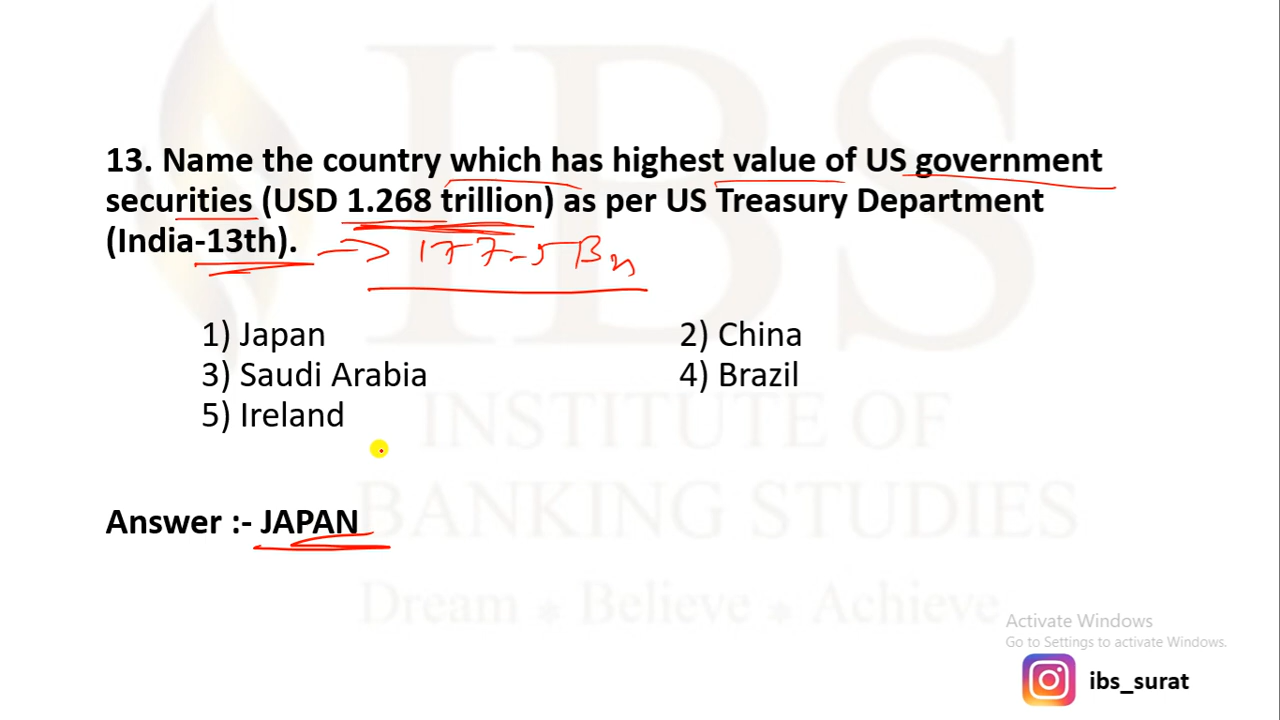 IBS
13. Name the country which has highest value of US government
securities (USD 1.268 trillion) as per US Treasury Department
(India-13th).
177.5 Bn
1) Japan
2) China
3) Saudi Arabia
4) Brazil
5) Ireland
INSTITUTE OF
BANKING STUDIES
Answer :- JAPAN
Dream * Believe * Achieve
Activate Windows
Go to Settings to activate Windows.
ibs_surat